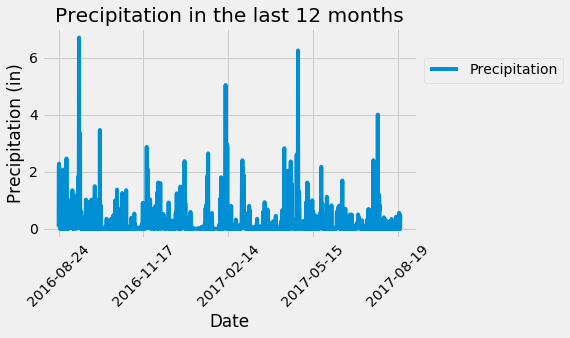 Precipitation in the last 12 months
Precipitation (in)
6
4
2
0
Precipitation
2016-08-24
2016-11-17
2017-02-14
2017-05-15
2017-08-19
Date